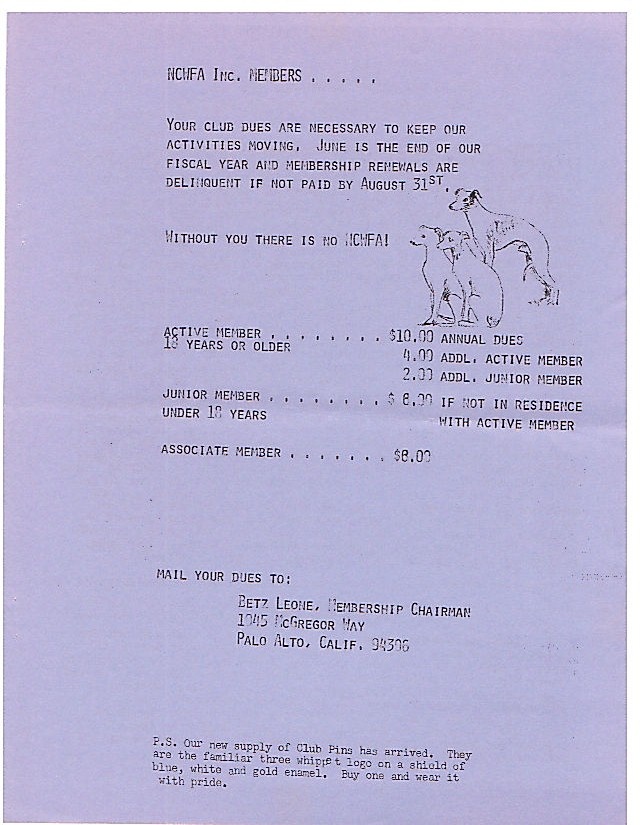 NCWFA INC. MEMBERS . . . . .
YOUR CLUB DUES ARE NECESSARY TO KEEP OUR
ACTIVITIES MOVING. JUNE IS THE END OF OUR
FISCAL YEAR AND MEMBERSHIP RENEWALS ARE
DELINQUENT IF NOT PAID BY AUGUST 31ST.
WITHOUT YOU THERE IS NO NCWFA!
ACTIVE MEMBER . . . . . . . . $10.00 ANNUAL DUES
18 YEARS OR OLDER
4.00 ADDL. ACTIVE MEMBER
2.00 ADDL. JUNIOR MEMBER
JUNIOR MEMBER . . . . . . . . $ 8.00 IF NOT IN RESIDENCE
UNDER 18 YEARS WITH ACTIVE MEMBER
ASSOCIATE MEMBER . . . . . . . $8.00
MAIL YOUR DUES TO:
BETZ LEONE, MEMBERSHIP CHAIRMAN
MCGREGOR WAY
PALO ALTO, CALIF.
P.S. Our new supply of Club Pins has arrived. They
are the familiar three whippet logo on a shield of
blue, white and gold enamel. Buy one and wear it
with pride.